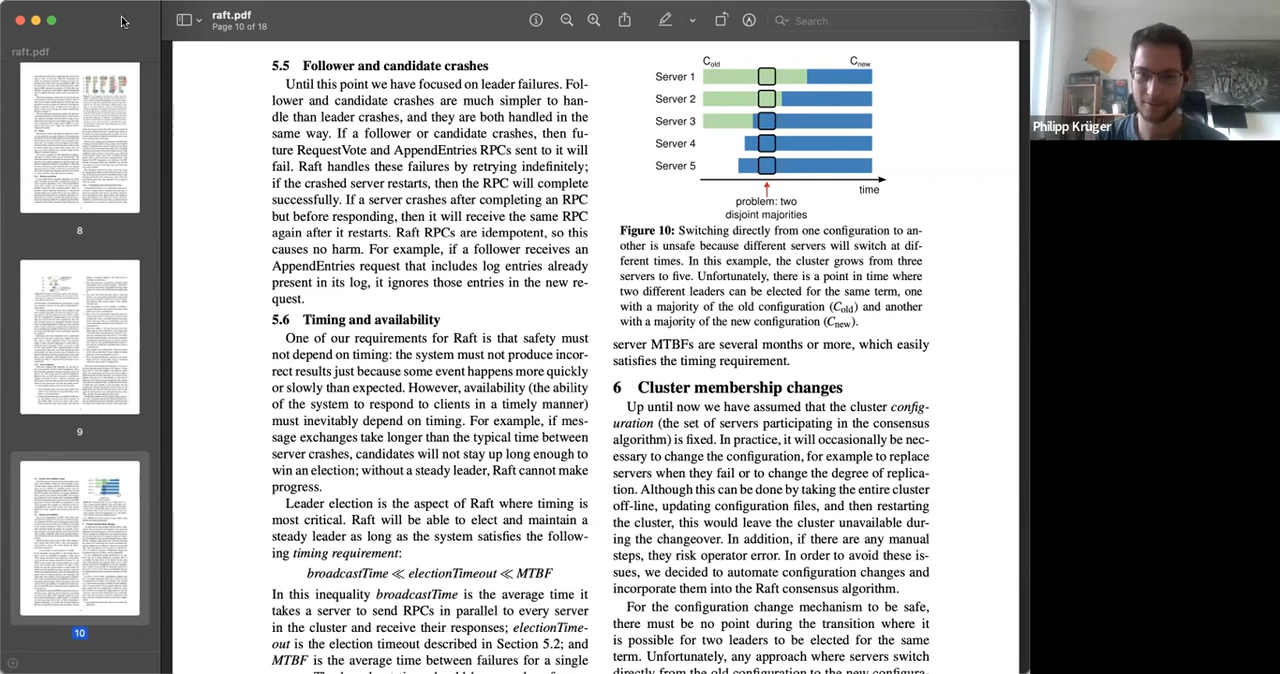 raft.pdf
Page 10 of 18
Search
raft.pdf
8
9
10
5.5 Follower and candidate crashes
Until this point we have focused on leader failures. Fol-
lower and candidate crashes are much simpler to han-
dle than leader crashes, and they are both handled in the
same way. If a follower or candidate crashes, then fu-
ture RequestVote and AppendEntries RPCs sent to it will
fail. Raft handles these failures by retrying indefinitely;
if the crashed server restarts, then the RPC will complete
successfully. If a server crashes after completing an RPC
but before responding, then it will receive the same RPC
again after it restarts. Raft RPCs are idempotent, so this
causes no harm. For example, if a follower receives an
AppendEntries request that includes log entries already
present in its log, it ignores those entries in the new re-
quest.
5.6 Timing and availability
One of our requirements for Raft is that safety must
not depend on timing: the system must not produce incor-
rect results just because some event happens more quickly
or slowly than expected. However, availability (the ability
of the system to respond to clients in a timely manner)
must inevitably depend on timing. For example, if mes-
sage exchanges take longer than the typical time between
server crashes, candidates will not stay up long enough to
win an election; without a steady leader, Raft cannot make
progress.
Leader election is the aspect of Raft where timing is
most critical. Raft will be able to elect and maintain a
steady leader as long as the system satisfies the follow-
ing timing requirement:
broadcastTime ≪ electionTimeout ≪ MTBF
In this inequality broadcastTime is the average time it
takes a server to send RPCs in parallel to every server
in the cluster and receive their responses; electionTime-
out is the election timeout described in Section 5.2; and
MTBF is the average time between failures for a single
Cold Cnew
Server 1
Server 2
Server 3
Server 4
Server 5
time
problem: two
disjoint majorities
Figure 10: Switching directly from one configuration to an-
other is unsafe because different servers will switch at dif-
ferent times. In this example, the cluster grows from three
servers to five. Unfortunately, there is a point in time where
two different leaders can be elected for the same term, one
with a majority of the old configuration (Cold) and another
with a majority of the new configuration (Cnew).
server MTBFs are several months or more, which easily
satisfies the timing requirement.
6 Cluster membership changes
Up until now we have assumed that the cluster config-
uration (the set of servers participating in the consensus
algorithm) is fixed. In practice, it will occasionally be nec-
essary to change the configuration, for example to replace
servers when they fail or to change the degree of replica-
tion. Although this can be done by taking the entire cluster
off-line, updating configuration files, and then restarting
the cluster, this would leave the cluster unavailable dur-
ing the changeover. In addition, if there are any manual
steps, they risk operator error. In order to avoid these is-
sues, we decided to automate configuration changes and
incorporate them into the Raft consensus algorithm.
For the configuration change mechanism to be safe,
there must be no point during the transition where it
is possible for two leaders to be elected for the same
term. Unfortunately, any approach where servers switch
directly from the old configuration to the new configura-
Philipp Krüger